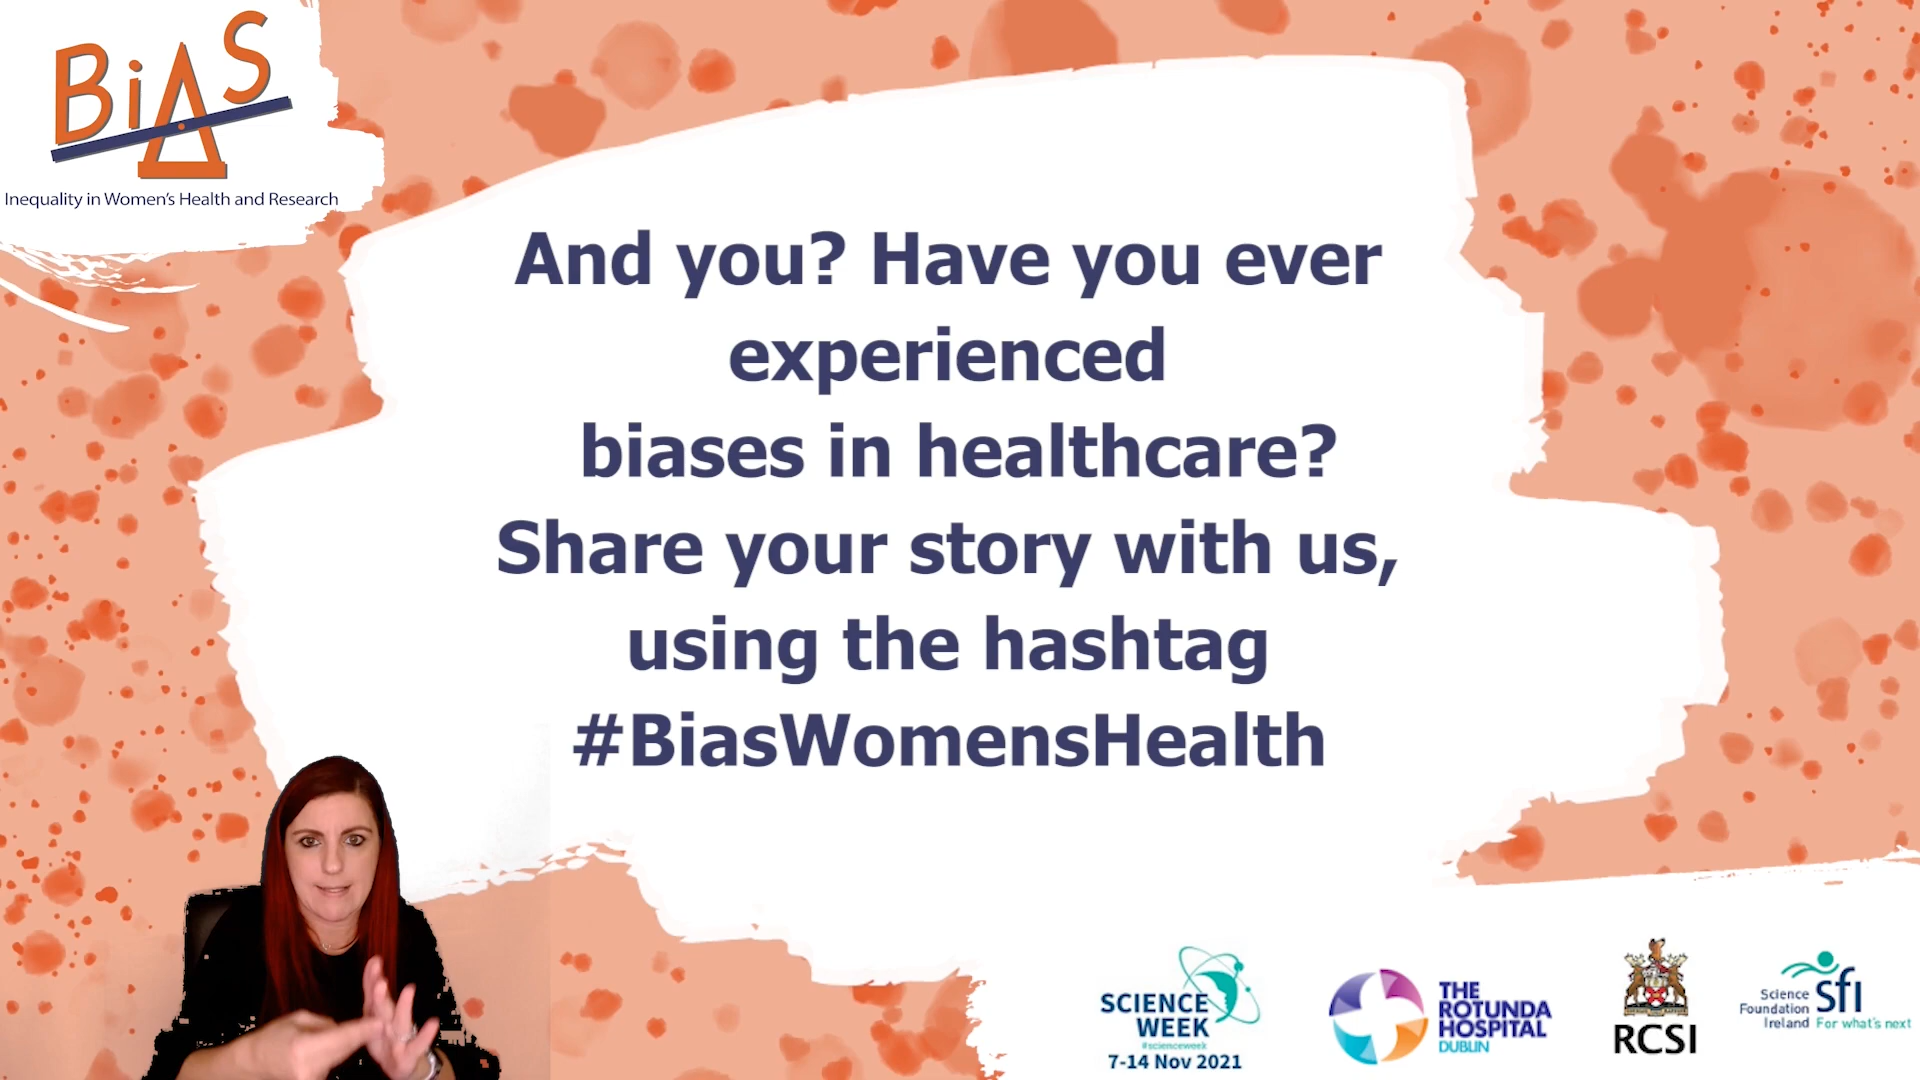 BiAS
Inequality in Women's Health and Research
And you? Have you ever
experienced
biases in healthcare?
Share your story with us,
using the hashtag
#BiasWomensHealth
SCIENCE
WEEK
#scienceweek
7-14 Nov 2021
THE
ROTUNDA
HOSPITAL
DUBLIN
RCSI
Science
Foundation
Ireland
sfi
For what's next